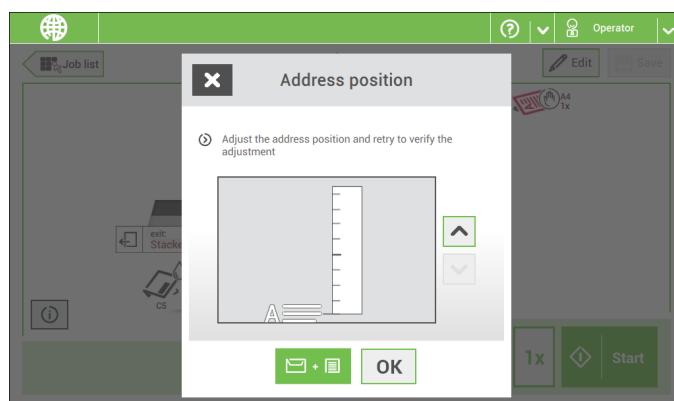 Operator
Job list
Edit
Save
Address position
A4
1x
Adjust the address position and retry to verify the
adjustment
exit:
Stacke
C5
A
OK
1x
Start